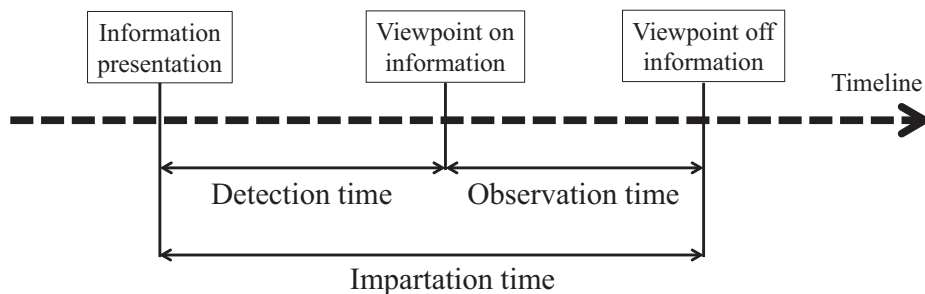 Information
presentation
Viewpoint on
information
Viewpoint off
information
Timeline
Detection time
Observation time
Impartation time